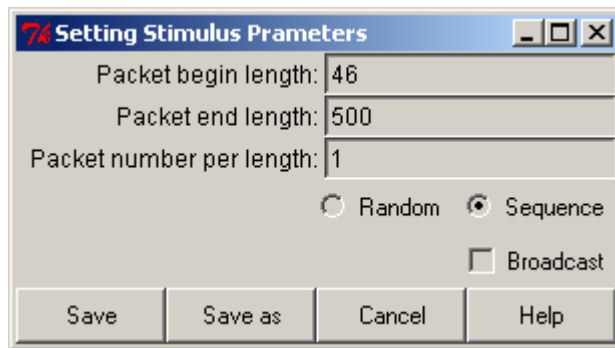 Setting Stimulus Prameters
Packet begin length: 46
Packet end length: 500
Packet number per length: 1
Random Sequence
Broadcast
Save Save as Cancel Help